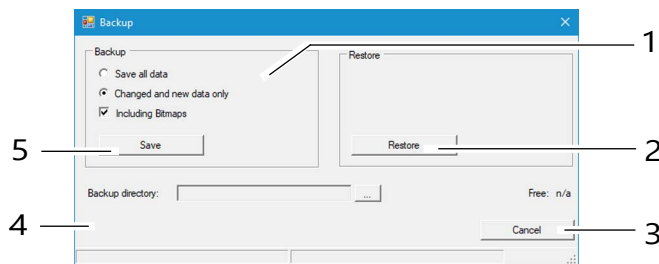 Backup
Backup
Save all data
Changed and new data only
Including Bitmaps
Save
Restore
Restore
Backup directory:
...
Free: n/a
Cancel
1
2
3
4
5